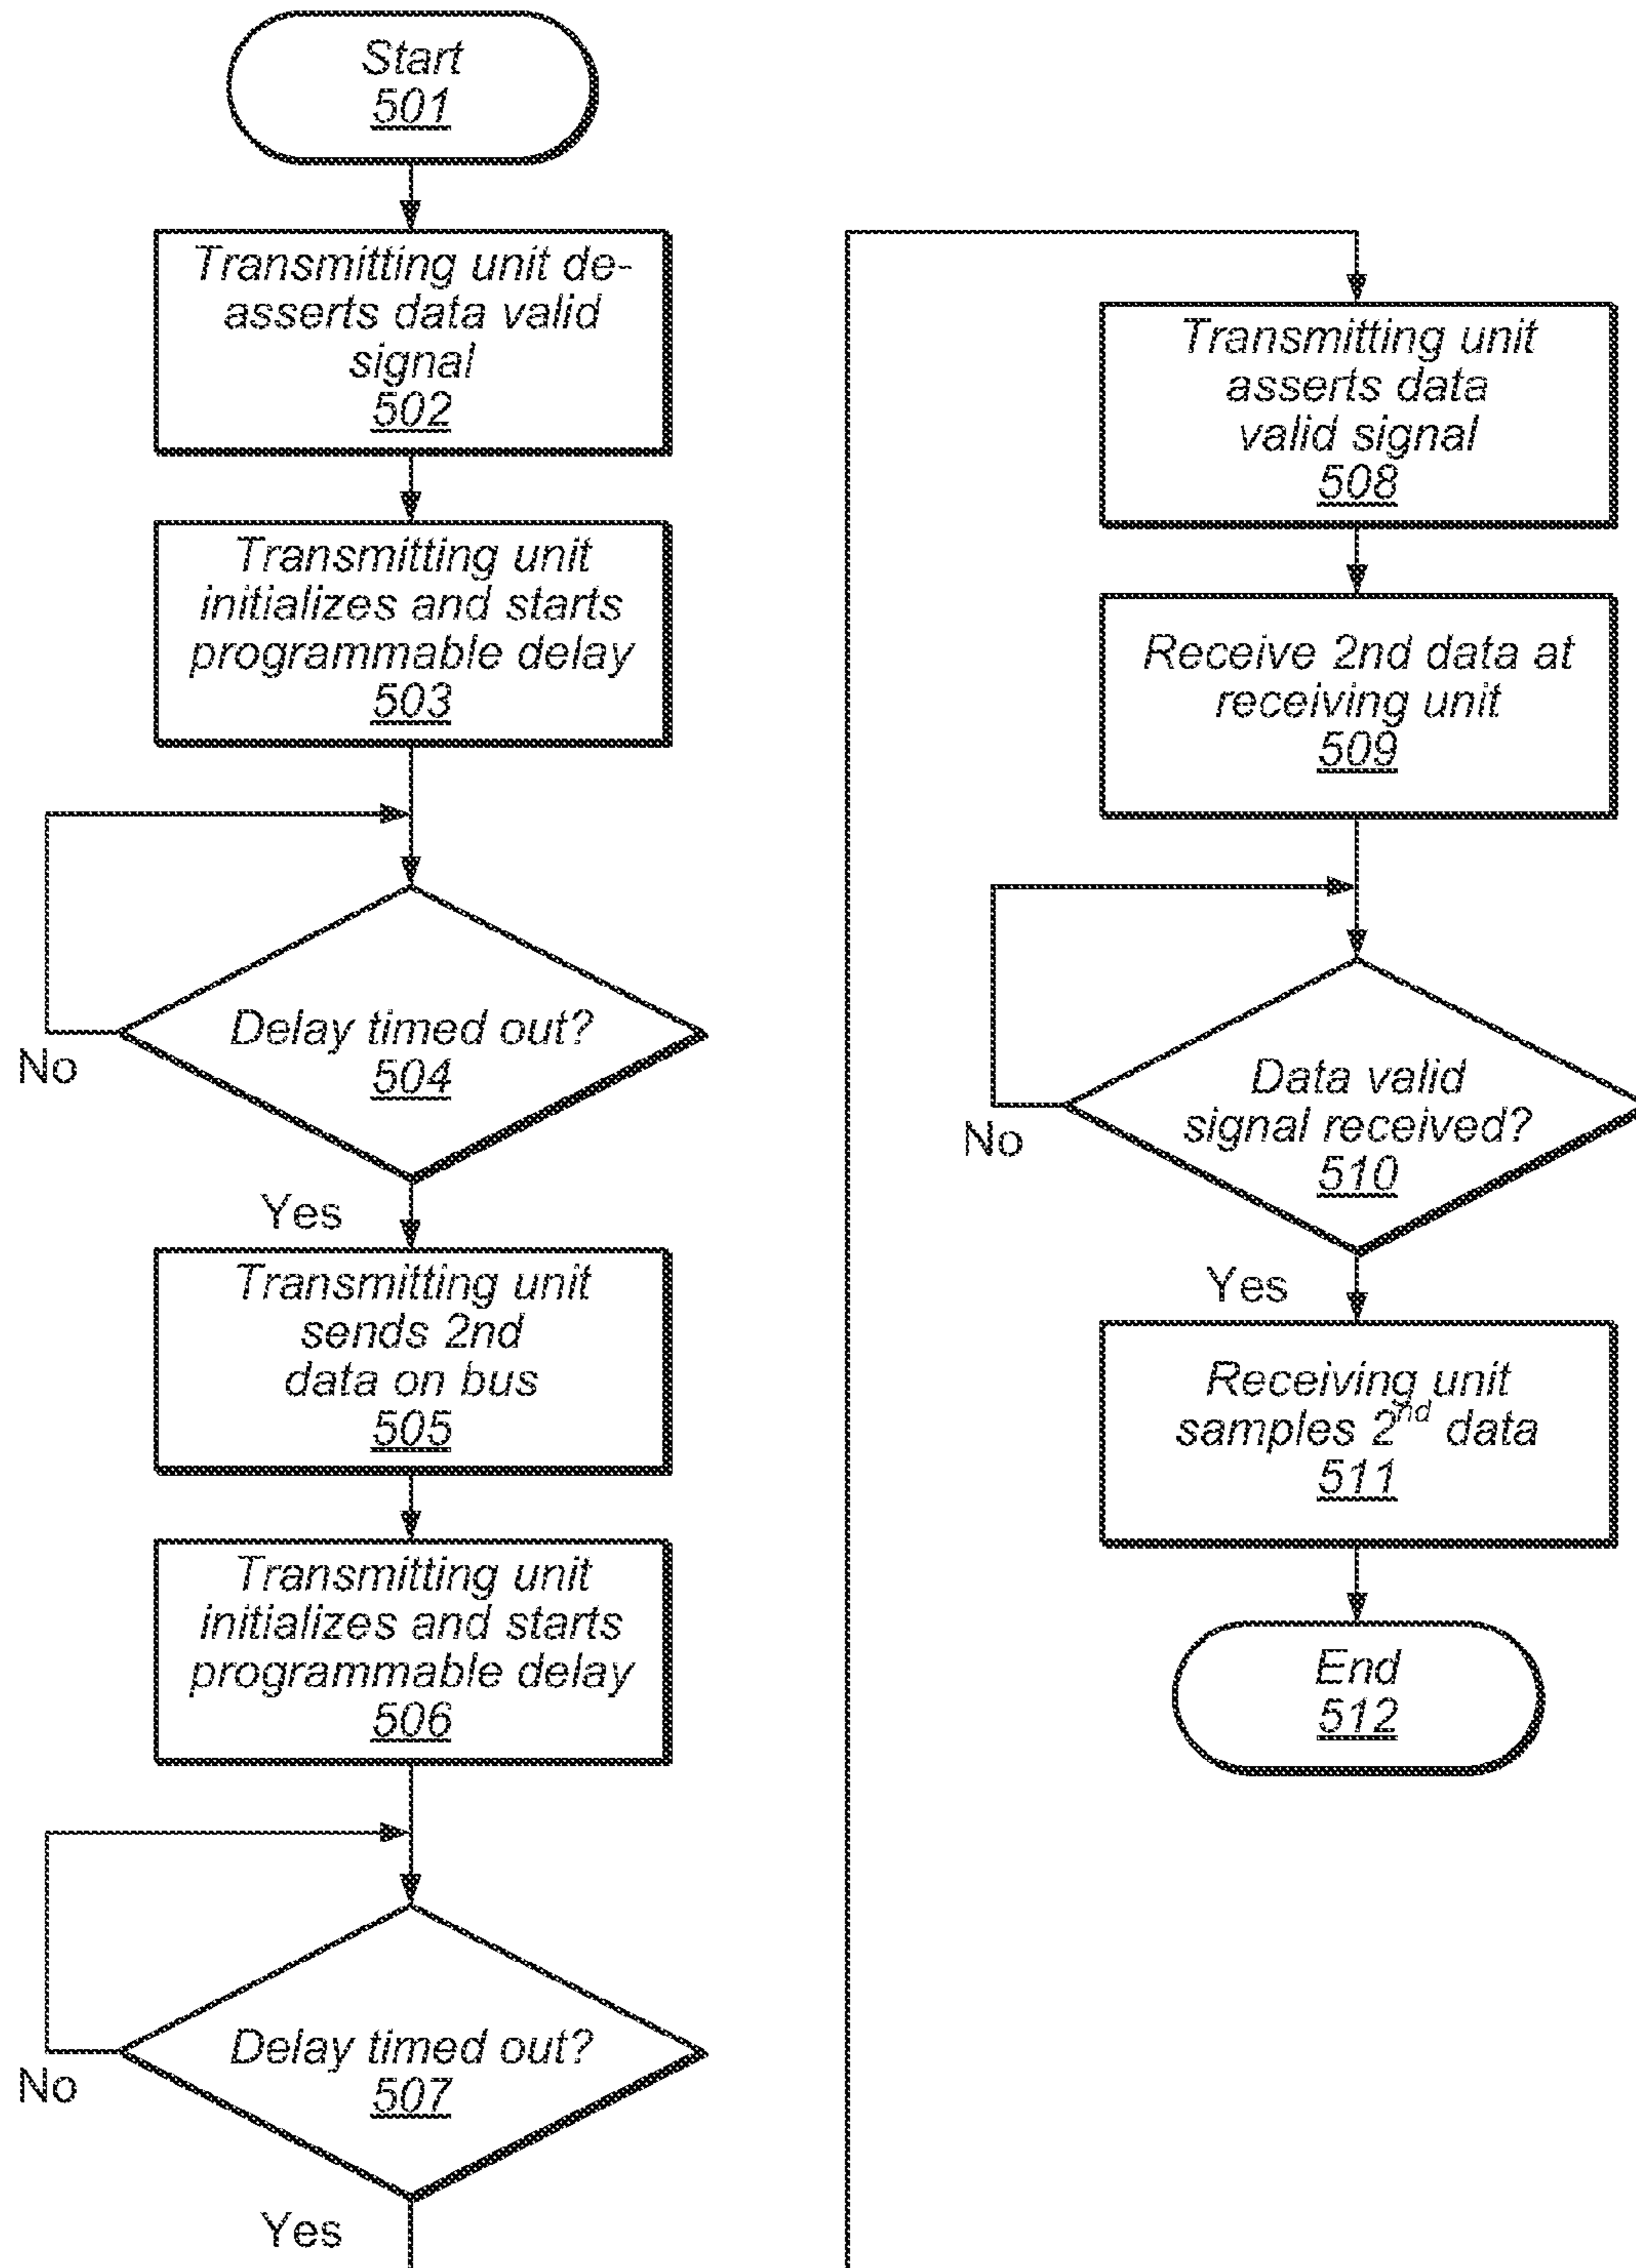 Start
501
Transmitting unit de-
asserts data valid
signal
502
Transmitting unit
initializes and starts
programmable delay
503
Delay timed out?
504
No
Yes
Transmitting unit
sends 2nd
data on bus
505
Transmitting unit
initializes and starts
programmable delay
506
Delay timed out?
507
No
Yes
Transmitting unit
asserts data
valid signal
508
Receive 2nd data at
receiving unit
509
Data valid
signal received?
510
No
Yes
Receiving unit
samples 2nd data
511
End
512